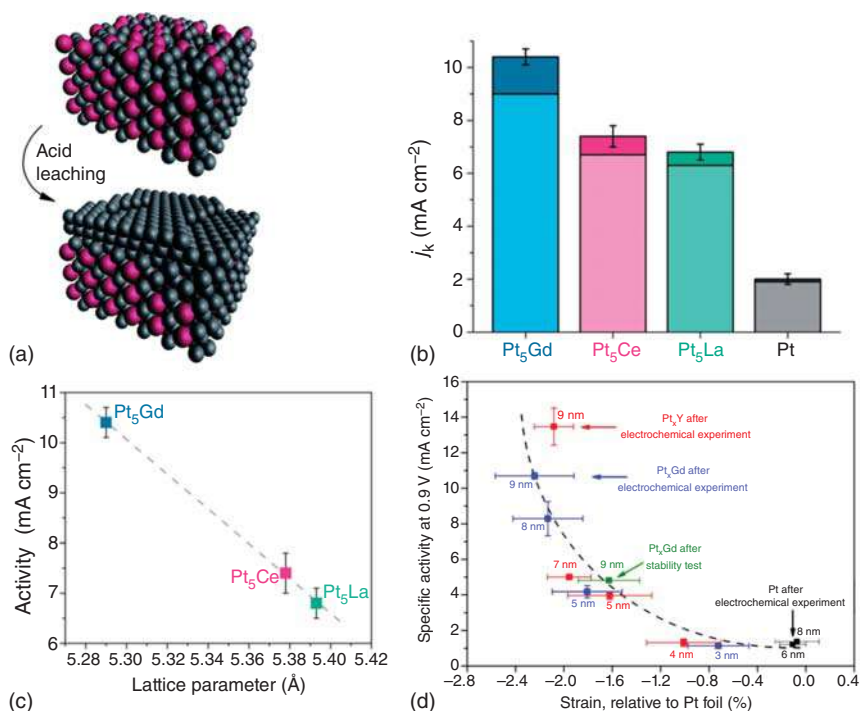 Acid
leaching
(a)
10
8
6
4
2
0
jk (mA cm−2)
Pt5Gd
Pt5Ce
Pt5La
Pt
(b)
11
10
9
8
7
6
Activity (mA cm−2)
Pt5Gd
Pt5Ce
Pt5La
5.28
5.30
5.32
5.34
5.36
5.38
5.40
5.42
Lattice parameter (Å)
(c)
16
14
12
10
8
6
4
2
0
Specific activity at 0.9 V (mA cm−2)
9 nm
PtxY after
electrochemical experiment
9 nm
PtxGd after
electrochemical experiment
8 nm
PtxGd after
stability test
7 nm
9 nm
5 nm
5 nm
Pt after
electrochemical experiment
4 nm
3 nm
8 nm
6 nm
−2.8
−2.4
−2.0
−1.6
−1.2
−0.8
−0.4
0.0
0.4
Strain, relative to Pt foil (%)
(d)